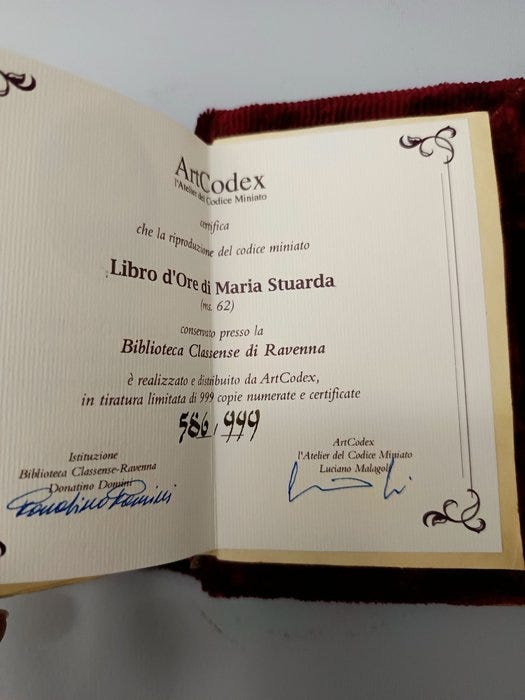 ArtCodex
l'Atelier del Codice Miniato
certifica
che la riproduzione del codice miniato
Libro d'Ore di Maria Stuarda
(ms. 62)
conservato presso la
Biblioteca Classense di Ravenna
è realizzato e distribuito da ArtCodex,
in tiratura limitata di 999 copie numerate e certificate
586/999
Istituzione
Biblioteca Classense-Ravenna
Donatino Domini
Donatino Domini
ArtCodex
l'Atelier del Codice Miniato
Luciano Malagoli